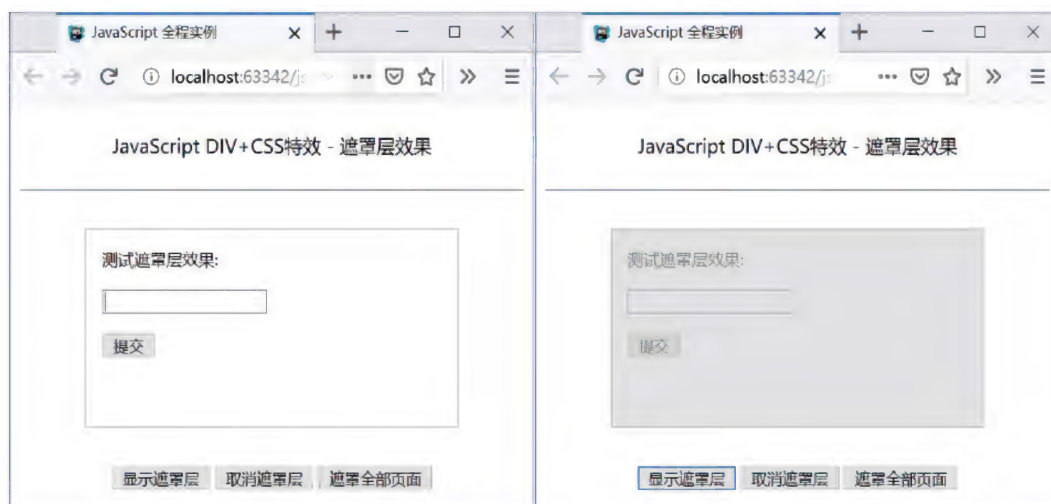 JavaScript 全程实例
localhost:63342/j
JavaScript DIV+CSS特效 - 遮罩层效果
测试遮罩层效果:
提交
显示遮罩层 取消遮罩层 遮罩全部页面
JavaScript 全程实例
localhost:63342/j
JavaScript DIV+CSS特效 - 遮罩层效果
测试遮罩层效果:
提交
显示遮罩层 取消遮罩层 遮罩全部页面